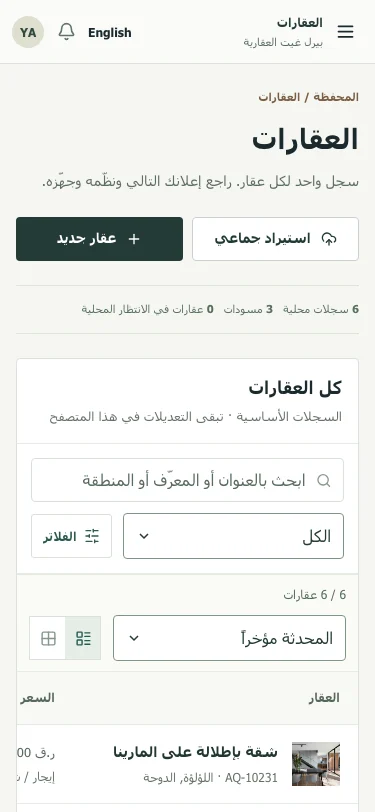 العقارات
بيرل غيت العقارية
English
YA
المحفظة / العقارات
العقارات
سجل واحد لكل عقار. راجع إعلانك التالي ونظّمه وجهّزه.
استيراد جماعي
عقار جديد
6 سجلات محلية 3 مسودات 0 عقارات في الانتظار المحلية
كل العقارات
السجلات الأساسية · تبقى التعديلات في هذا المتصفح
ابحث بالعنوان أو المعرّف أو المنطقة
الكل
الفلاتر
6 / 6 عقارات
المحدثة مؤخراً
العقار
السعر
شقة بإطلالة على المارينا
ر.ق
AQ-10231 · اللؤلؤة, الدوحة
إيجار /